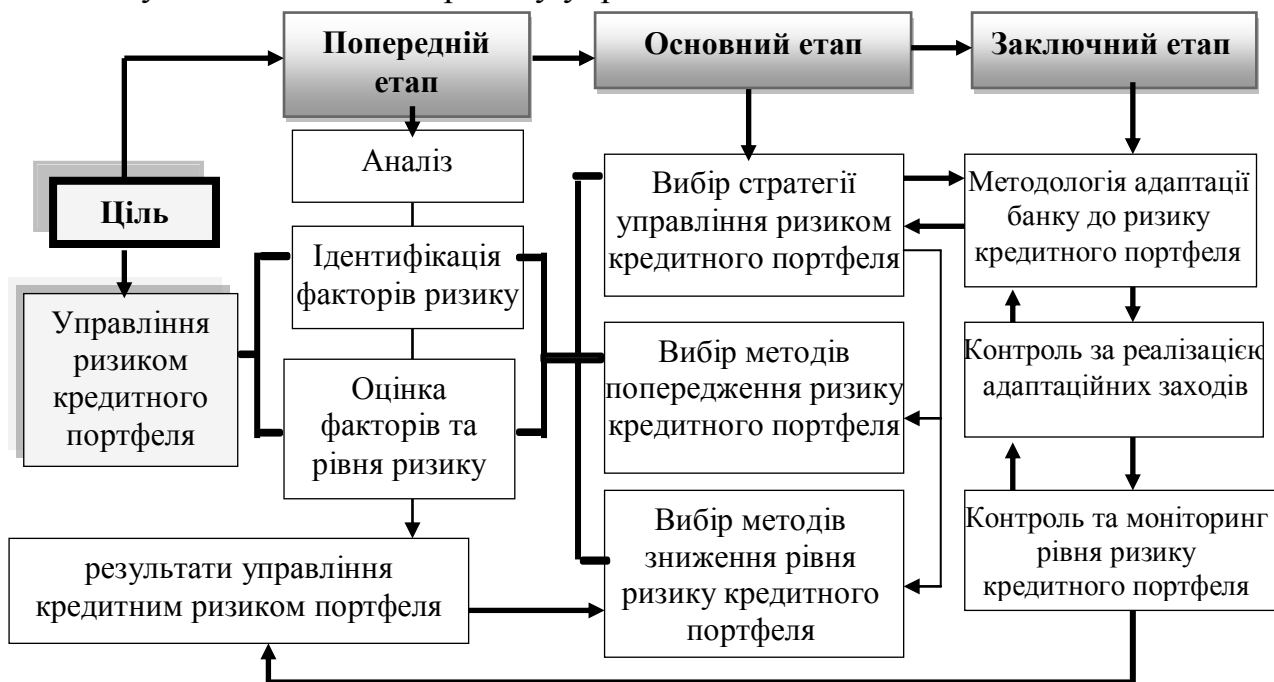 Попередній
етап
Основний етап
Заключний етап
Ціль
Управління
ризиком
кредитного
портфеля
Аналіз
Ідентифікація
факторів ризику
Оцінка
факторів та
рівня ризику
результати управління
кредитним ризиком портфеля
Вибір стратегії
управління ризиком
кредитного портфеля
Вибір методів
попередження ризику
кредитного портфеля
Вибір методів
зниження рівня
ризику кредитного
портфеля
Методологія адаптації
банку до ризику
кредитного портфеля
Контроль за реалізацією
адаптаційних заходів
Контроль та моніторинг
рівня ризику
кредитного портфеля